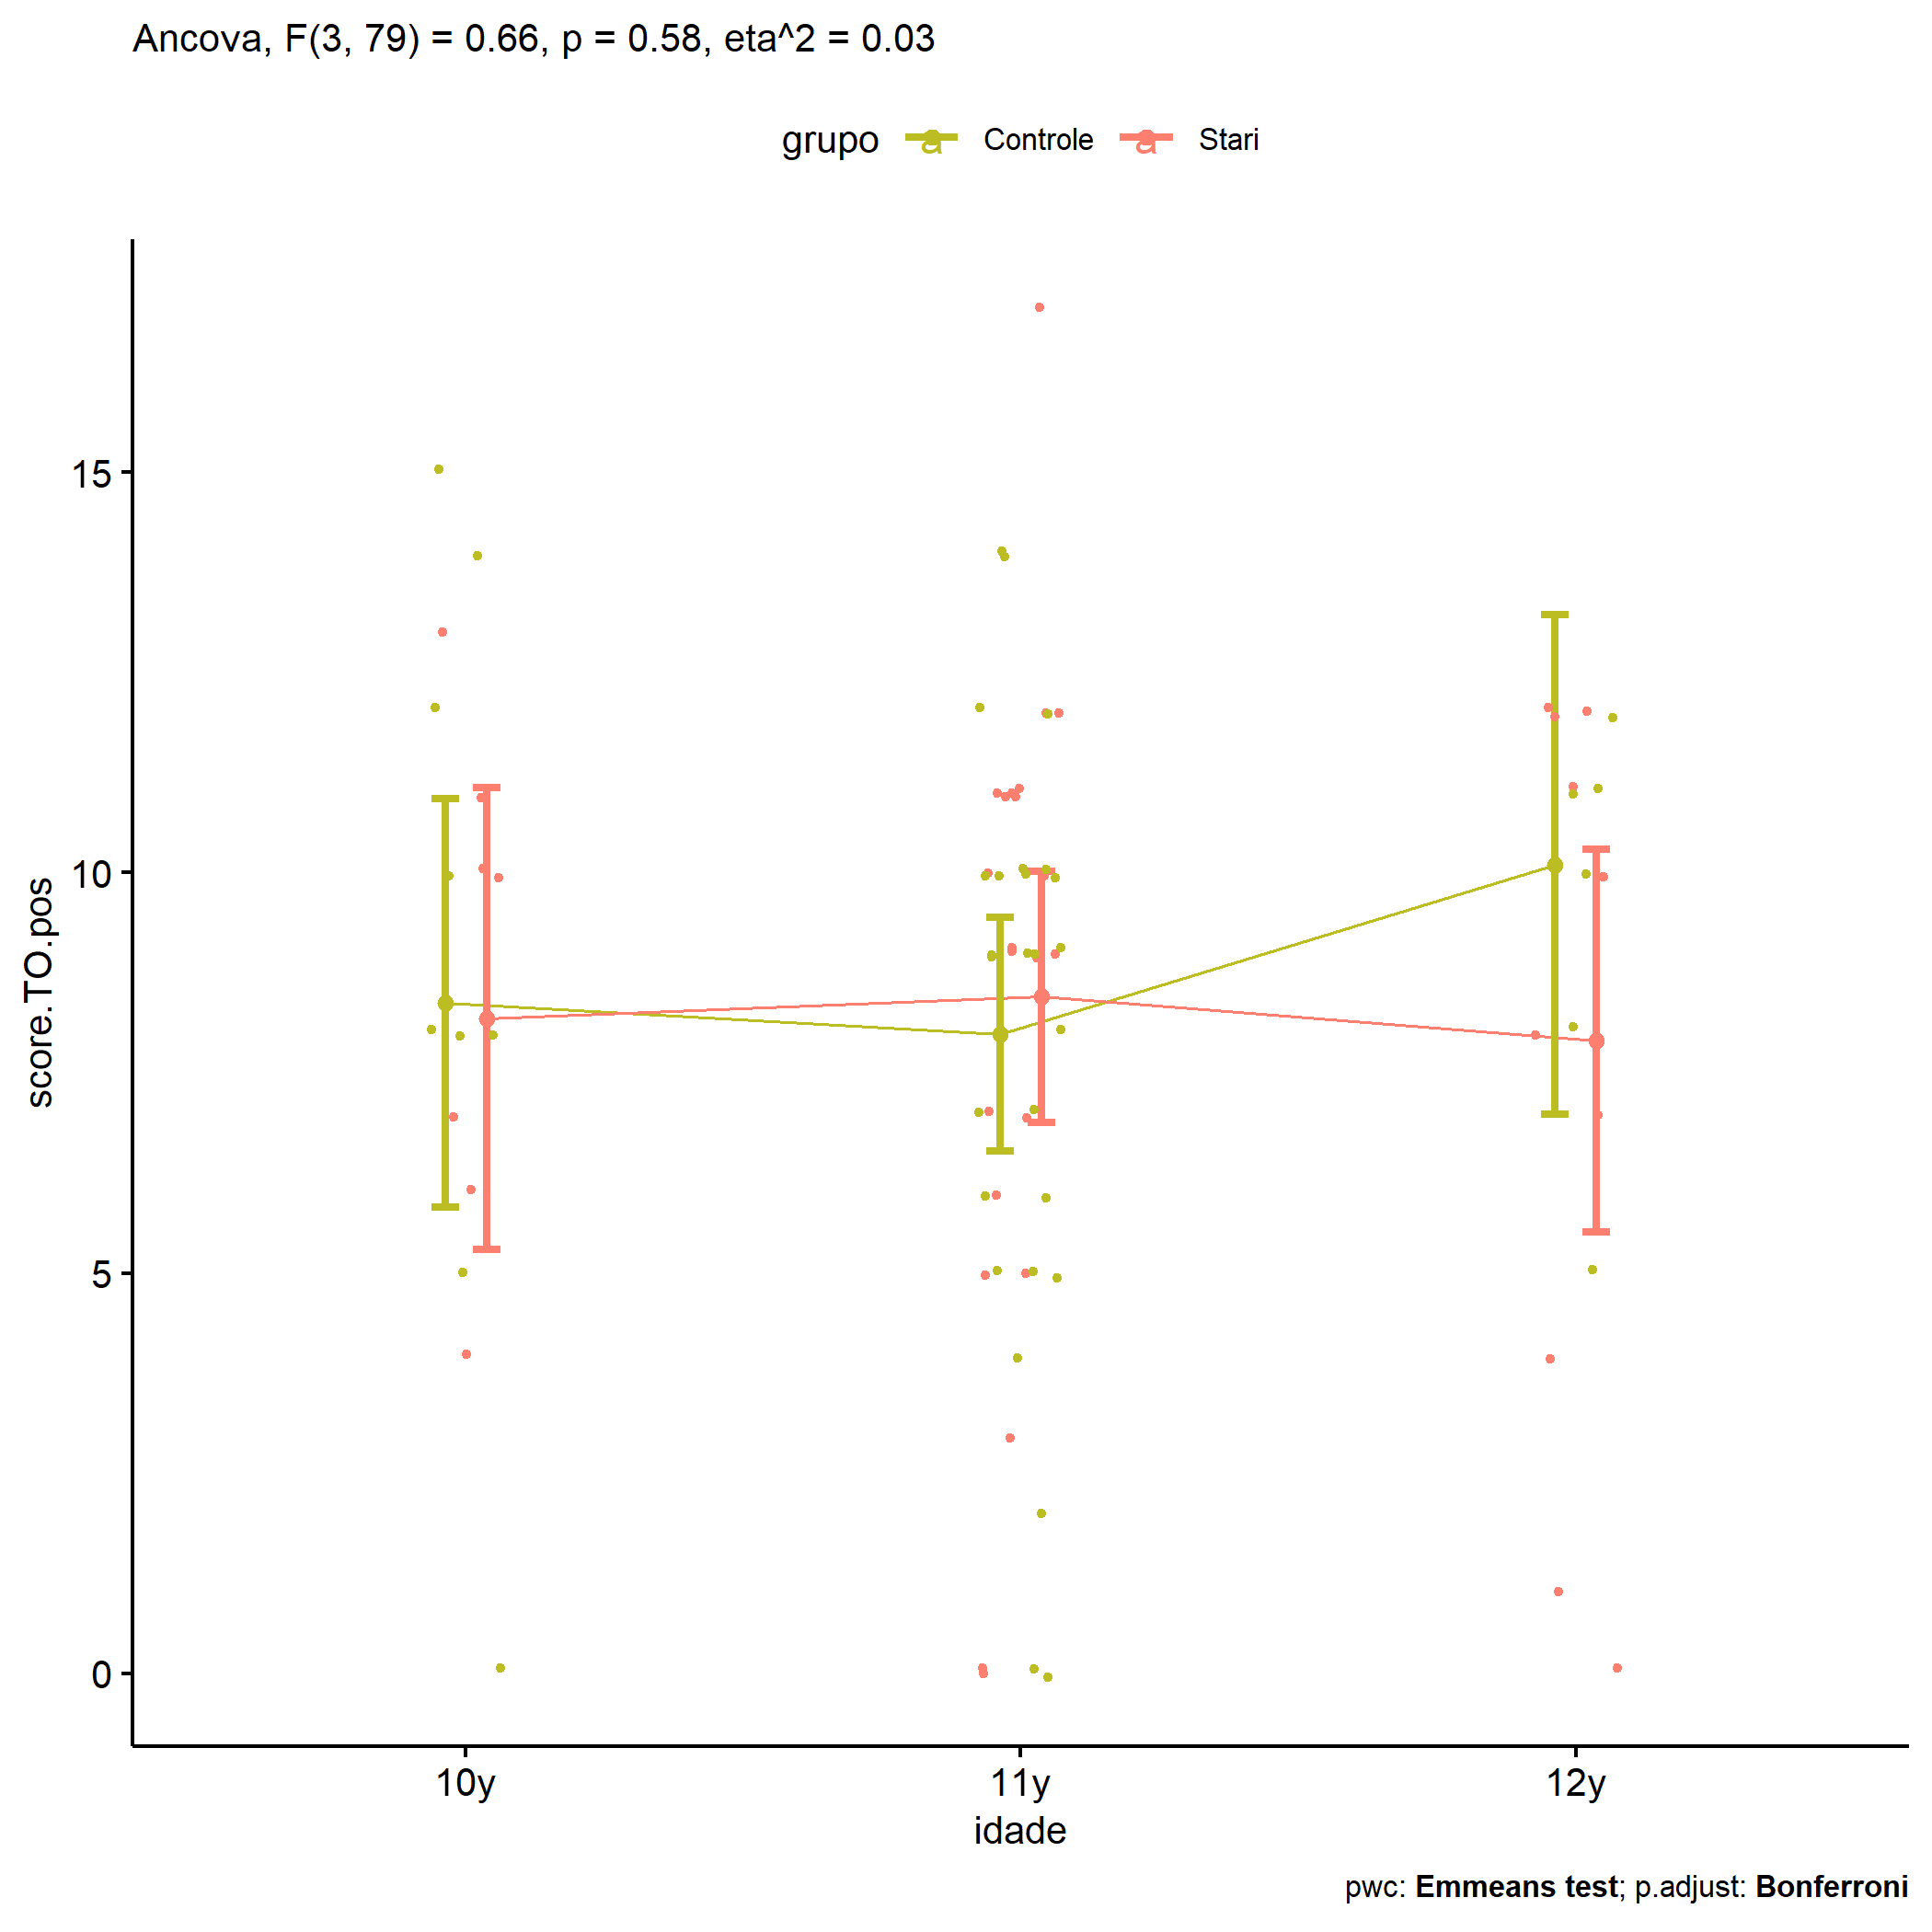 Ancova, F(3, 79) = 0.66, p = 0.58, eta^2 = 0.03
grupo a Controle a Stari
score.TO.pos
15
10
5
0
10y 11y 12y
idade
pwc: Emmeans test; p.adjust: Bonferroni